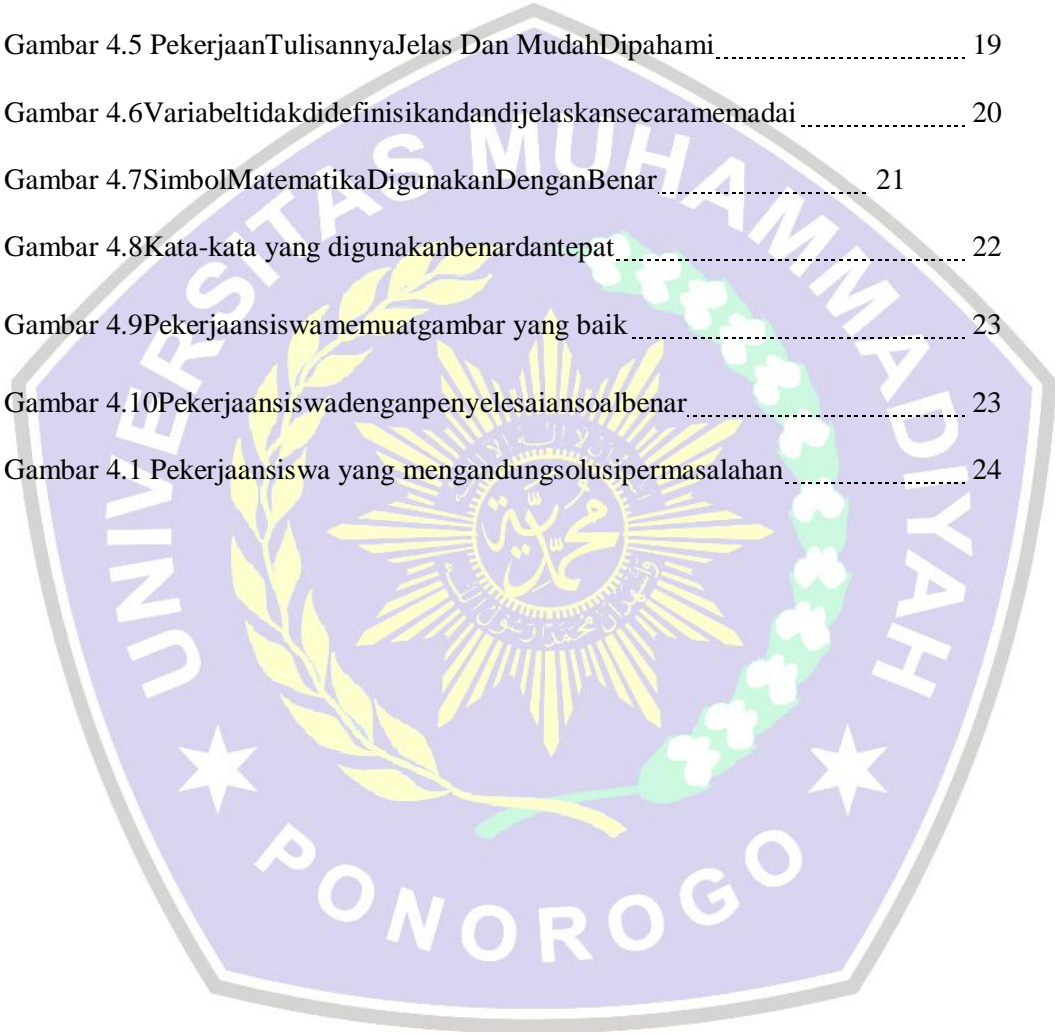 Gambar 4.5 PekerjaanTulisannyaJelas Dan MudahDipahami 19
Gambar 4.6Variabeltidakdidefinisikandandijelaskansecaramemadai 20
Gambar 4.7SimbolMatematikaDigunakanDenganBenar 21
Gambar 4.8Kata-kata yang digunakanbenardantepat 22
Gambar 4.9Pekerjaansiswamemuatgambar yang baik 23
Gambar 4.10Pekerjaansiswadenganpenyelesaiansoalbenar 23
Gambar 4.1 Pekerjaansiswa yang mengandungsolusipermasalahan 24
UNIVERSITAS MUHAMMADIYAH
PONOROGO
محمدية